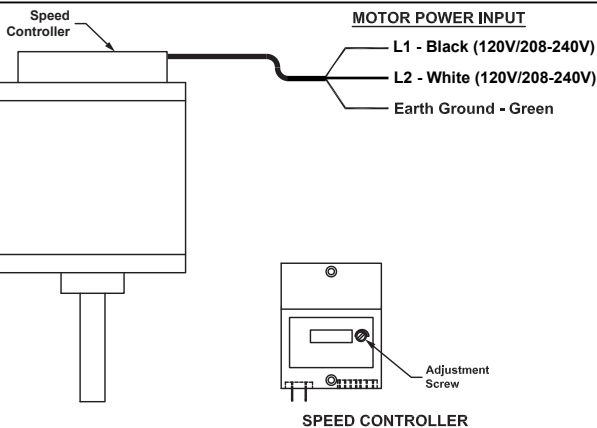 Speed
Controller
MOTOR POWER INPUT
L1 - Black (120V/208-240V)
L2 - White (120V/208-240V)
Earth Ground - Green
Adjustment
Screw
SPEED CONTROLLER